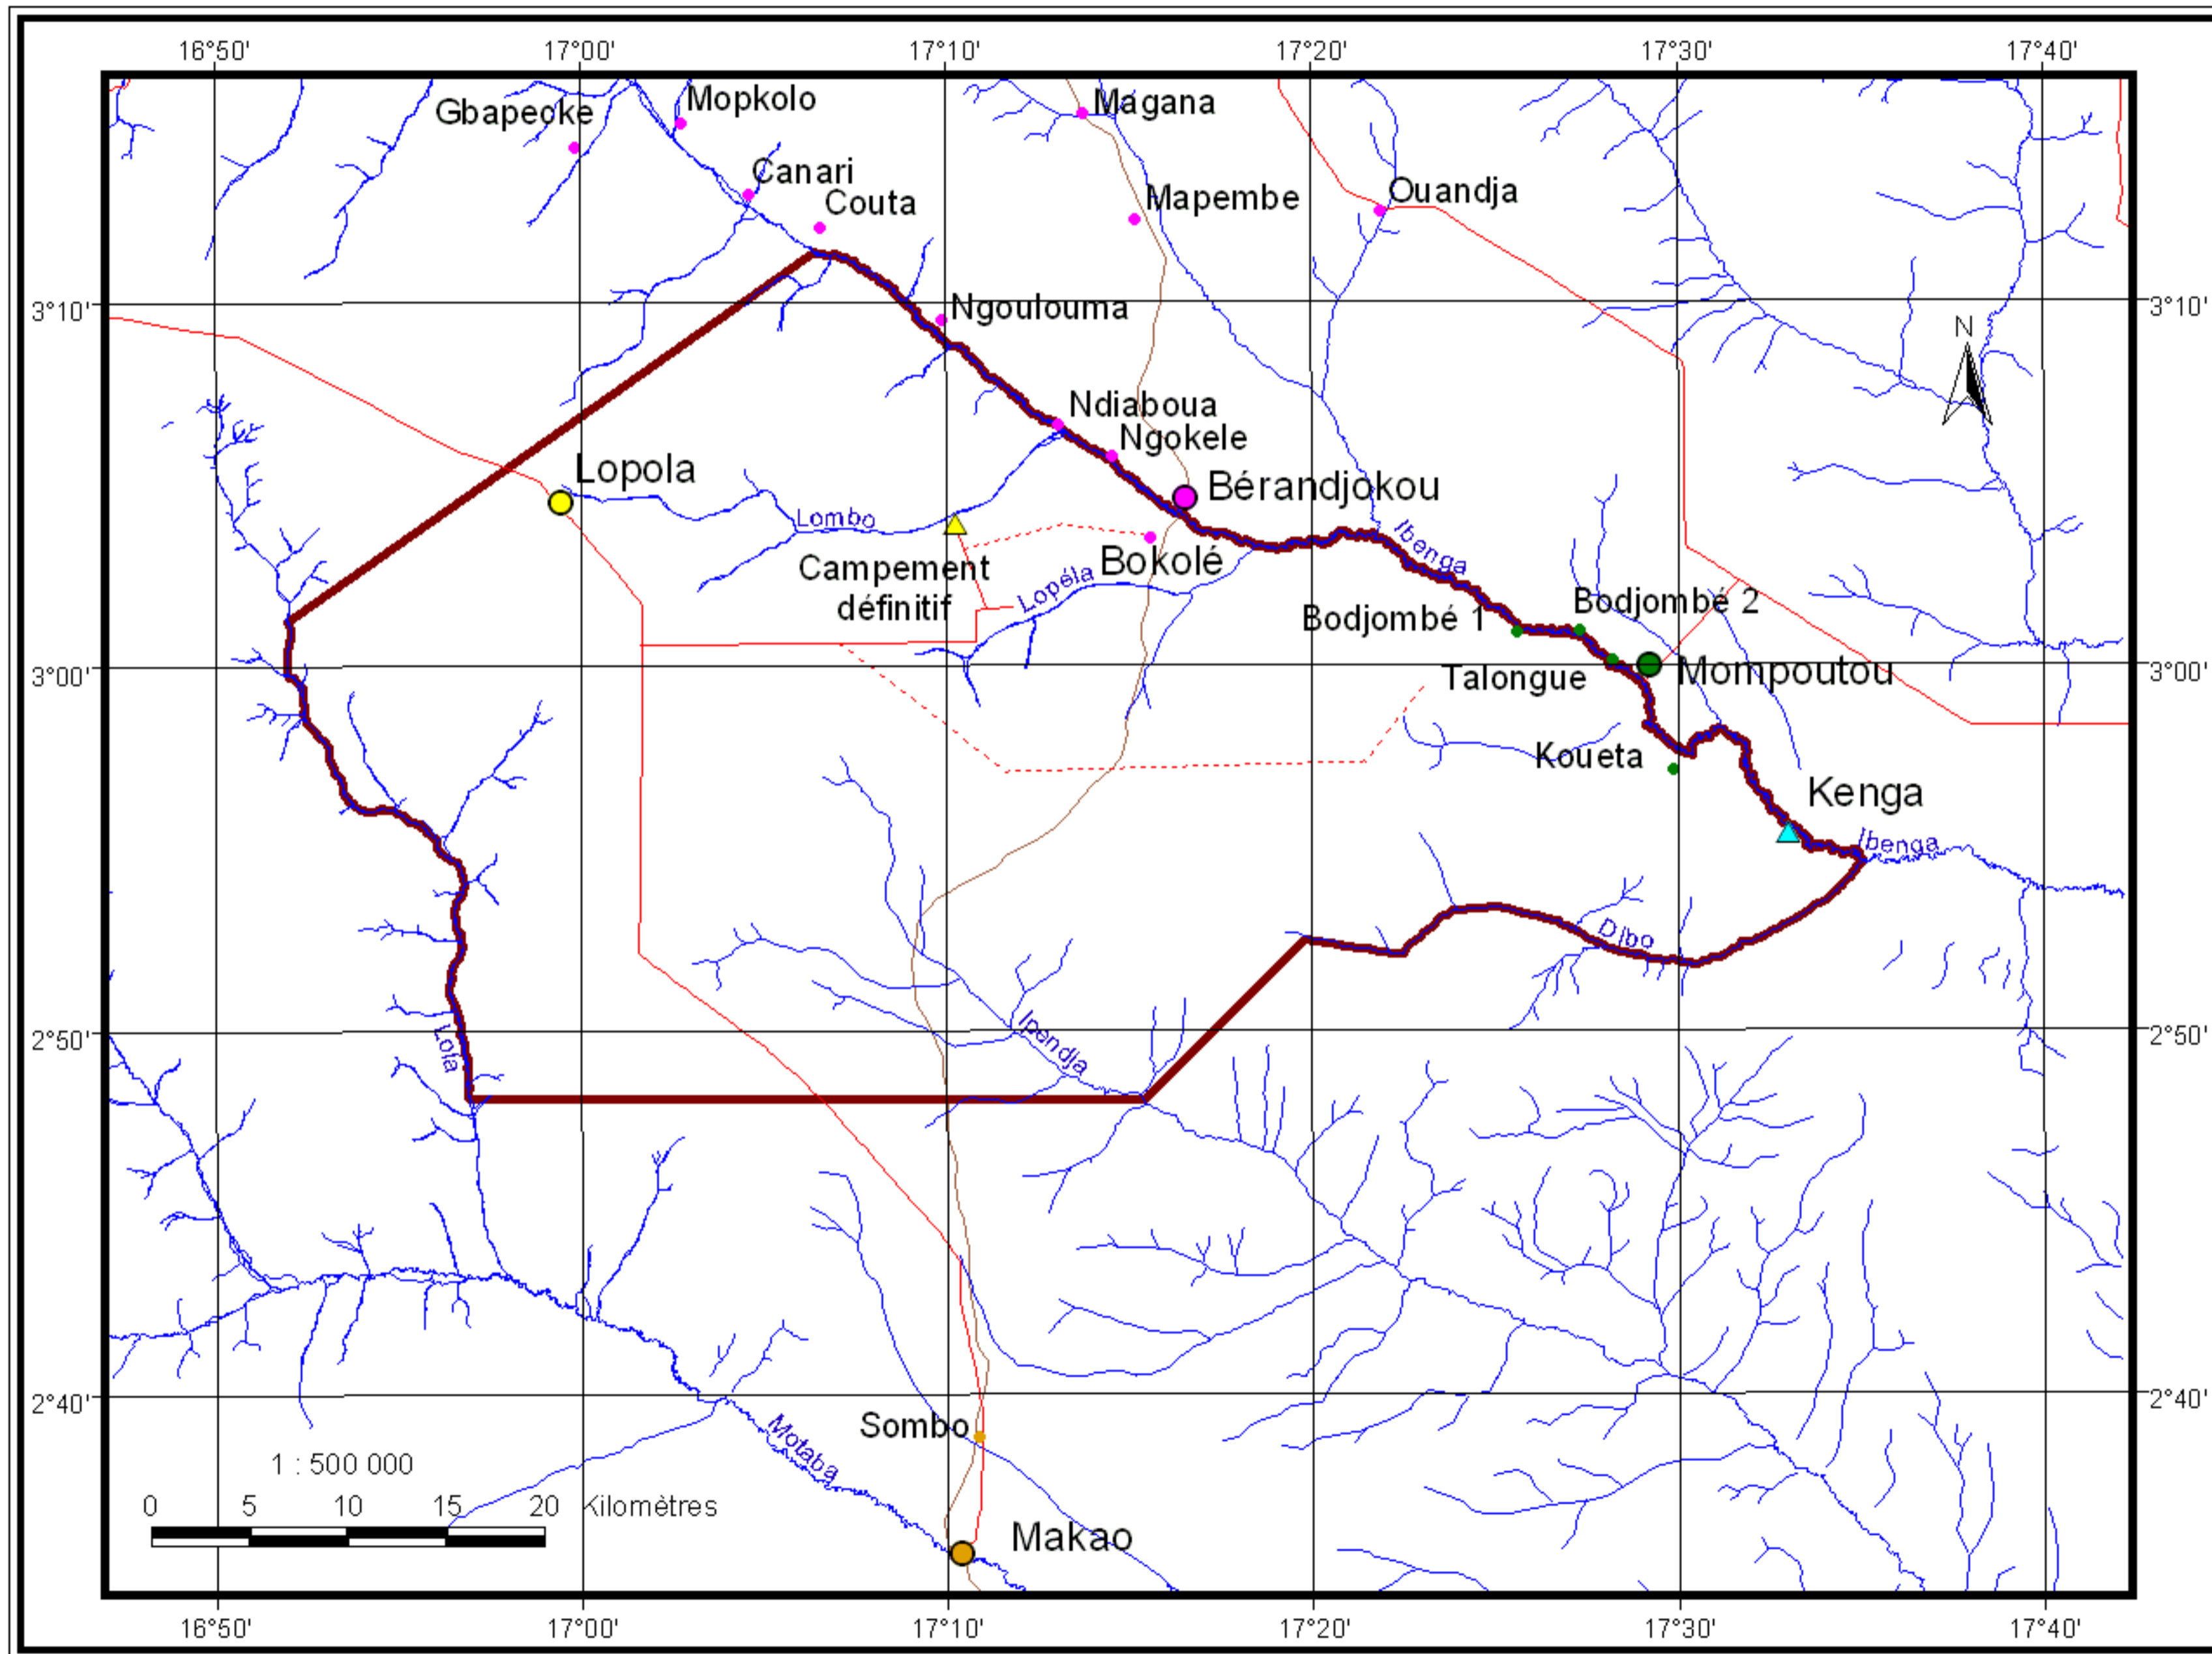 16°50' 17°00' 17°10' 17°20' 17°30' 17°40'
Gbapeoke
Mopkolo
Magana
Canari
Couta
Mapembe
Ouandja
3°10'
3°10'
Ngoulouma
N
Ndiaboua
Ngokele
Lopola
Bérandjokou
Lombo
Ibenga
Campement
définitif
Bokolé
Lopéla
Bodjombé 1
Bodjombé 2
3°00'
3°00'
Talongue
Mompoutou
Koueta
Kenga
Ibenga
Dibo
2°50'
2°50'
Lola
Ipendja
2°40'
2°40'
Sombo
Motaba
1 : 500 000
0 5 10 15 20 Kilomètres
Makao
16°50' 17°00' 17°10' 17°20' 17°30' 17°40'